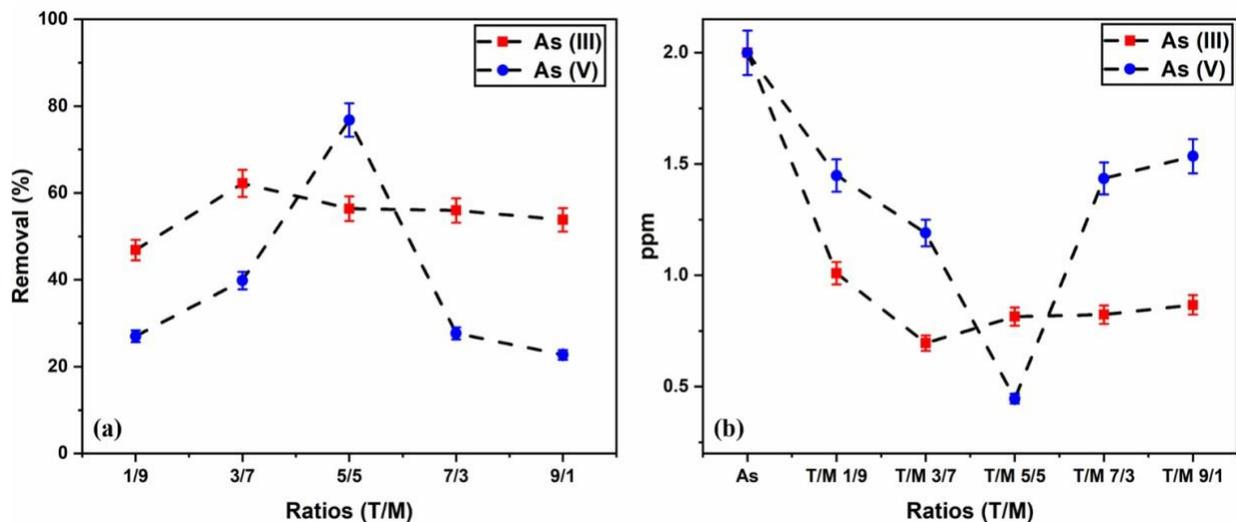 100
80
60
40
20
0
Removal (%)
As (III)
As (V)
(a)
1/9 3/7 5/5 7/3 9/1
Ratios (T/M)
2.0
1.5
1.0
0.5
ppm
As (III)
As (V)
(b)
As T/M 1/9 T/M 3/7 T/M 5/5 T/M 7/3 T/M 9/1
Ratios (T/M)